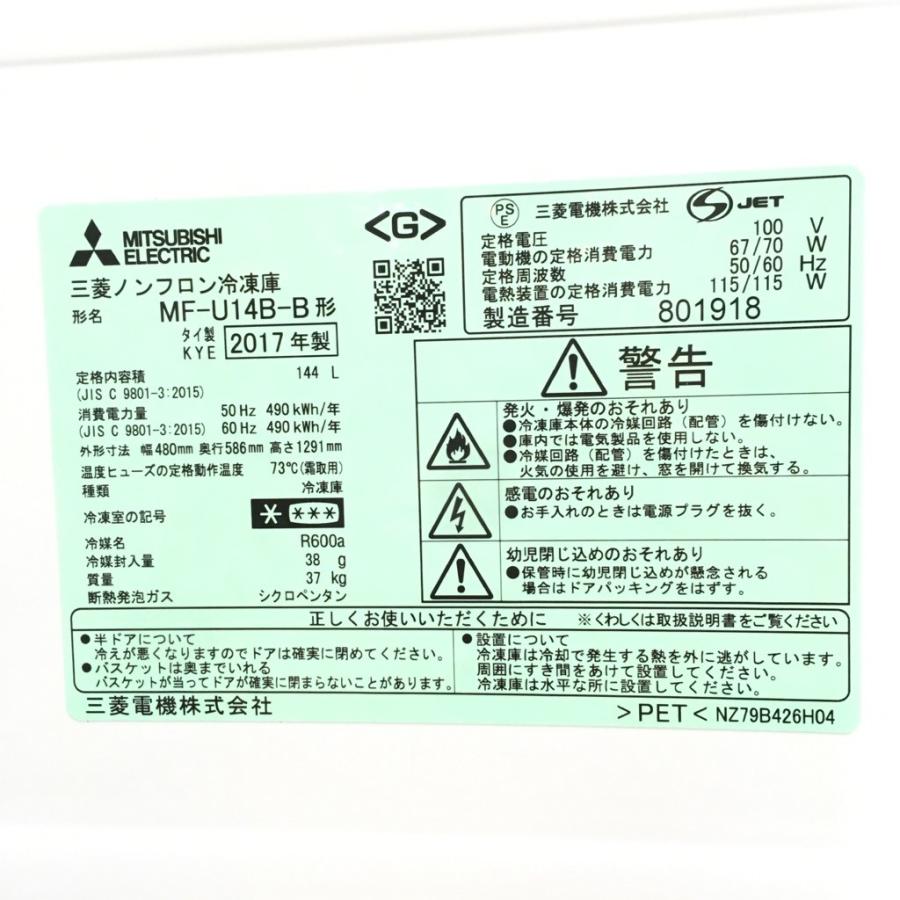 MITSUBISHI
ELECTRIC
<G>
三菱ノンフロン冷凍庫
形名 MF-U14B-B 形
タイ製
KYE 2017年製
定格内容積 144 L
(JIS C 9801-3:2015)
消費電力量 50Hz 490kWh/年
(JIS C 9801-3:2015) 60Hz 490kWh/年
外形寸法 幅480mm 奥行586mm 高さ1291mm
温度ヒューズの定格動作温度 73℃(霜取用)
種類 冷凍庫
冷凍室の記号 * ***
冷媒名 R600a
冷媒封入量 38 g
質量 37 kg
断熱発泡ガス シクロペンタン
PS
E 三菱電機株式会社 S JET
定格電圧 100 V
電動機の定格消費電力 67/70 W
定格周波数 50/60 Hz
電熱装置の定格消費電力 115/115 W
製造番号 801918
警告
発火・爆発のおそれあり
●冷凍庫本体の冷媒回路（配管）を傷付けない。
●庫内では電気製品を使用しない。
●冷媒回路（配管）を傷付けたときは、
火気の使用を避け、窓を開けて換気する。
感電のおそれあり
●お手入れのときは電源プラグを抜く。
幼児閉じ込めのおそれあり
●保管時に幼児閉じ込めが懸念される
場合はドアパッキングをはずす。
正しくお使いいただくために ※くわしくは取扱説明書をご覧ください
●半ドアについて
冷えが悪くなりますのでドアは確実に閉めてください。
●バスケットは奥までいれる
バスケットが当ってドアが確実に閉まらないことがあります。
●設置について
冷凍庫は冷却で発生する熱を外に逃がしています。
周囲にすき間をあけて設置してください。
冷凍庫は水平な所に設置してください。
三菱電機株式会社
>PET< NZ79B426H04